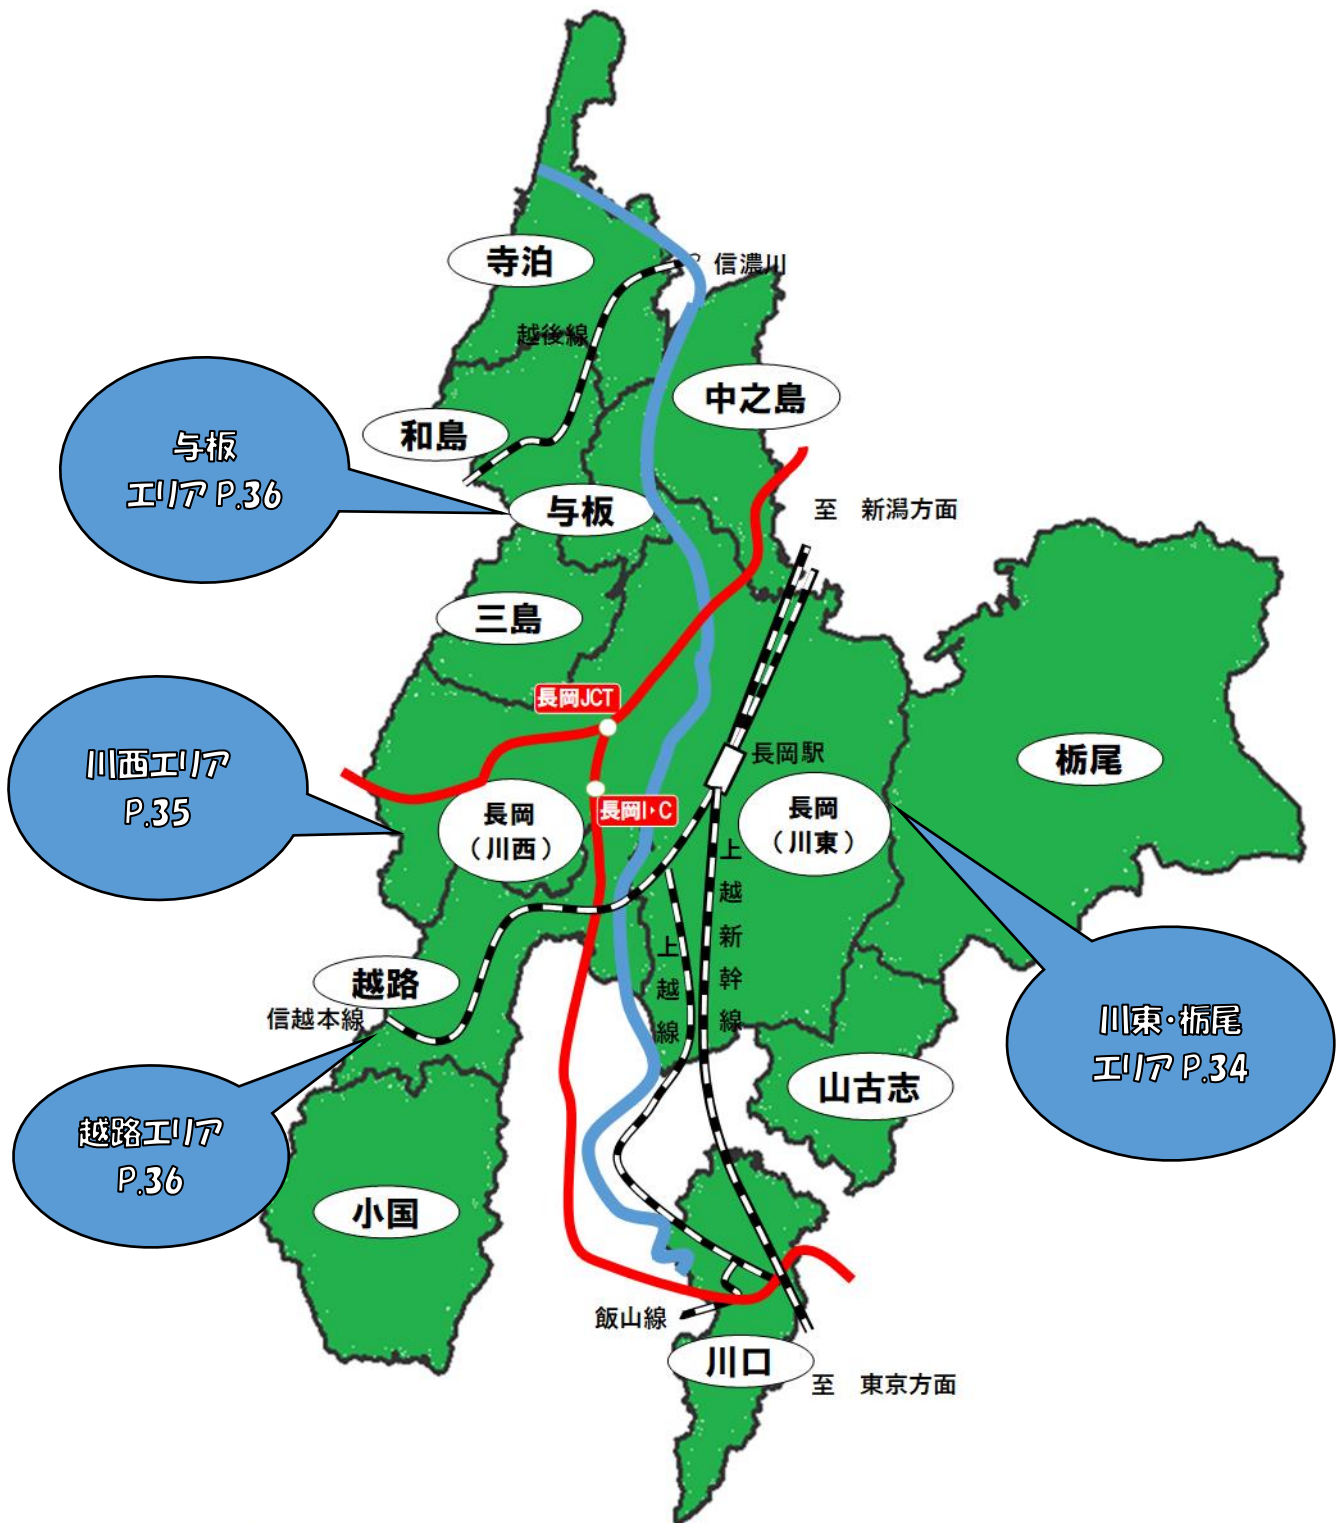 信濃川
寺泊
越後線
中之島
和島
与板
エリア P.36
与板
至　新潟方面
三島
長岡JCT
川西エリア
P.35
長岡駅
栃尾
長岡I・C
長岡
（川西）
長岡
（川東）
上越新幹線
上越線
越路
信越本線
川東・栃尾
エリア P.34
山古志
越路エリア
P.36
小国
飯山線
川口
至　東京方面